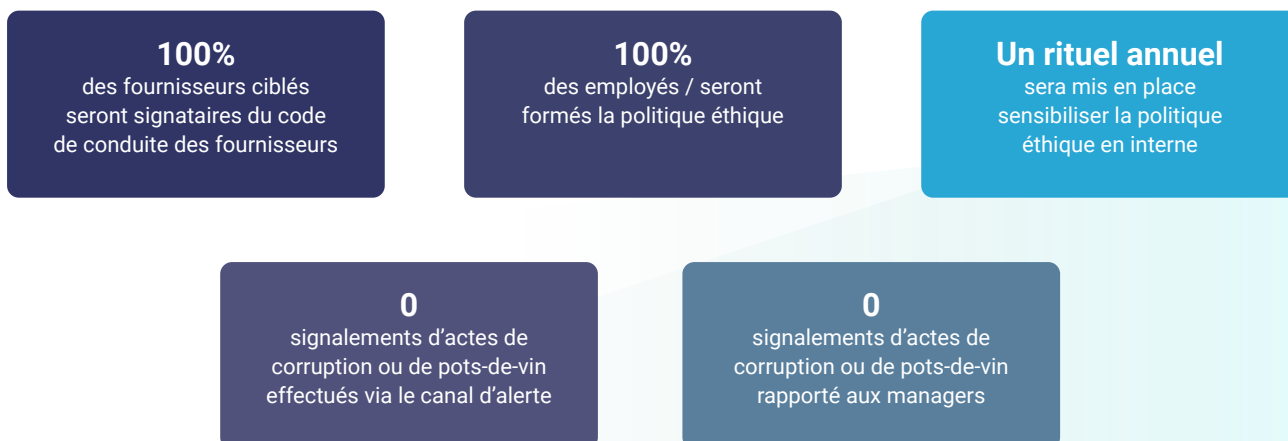 100%
des fournisseurs ciblés
seront signataires du code
de conduite des fournisseurs
100%
des employés / seront
formés la politique éthique
Un rituel annuel
sera mis en place
sensibiliser la politique
éthique en interne
0
signalements d’actes de
corruption ou de pots-de-vin
effectués via le canal d’alerte
0
signalements d’actes de
corruption ou de pots-de-vin
rapporté aux managers